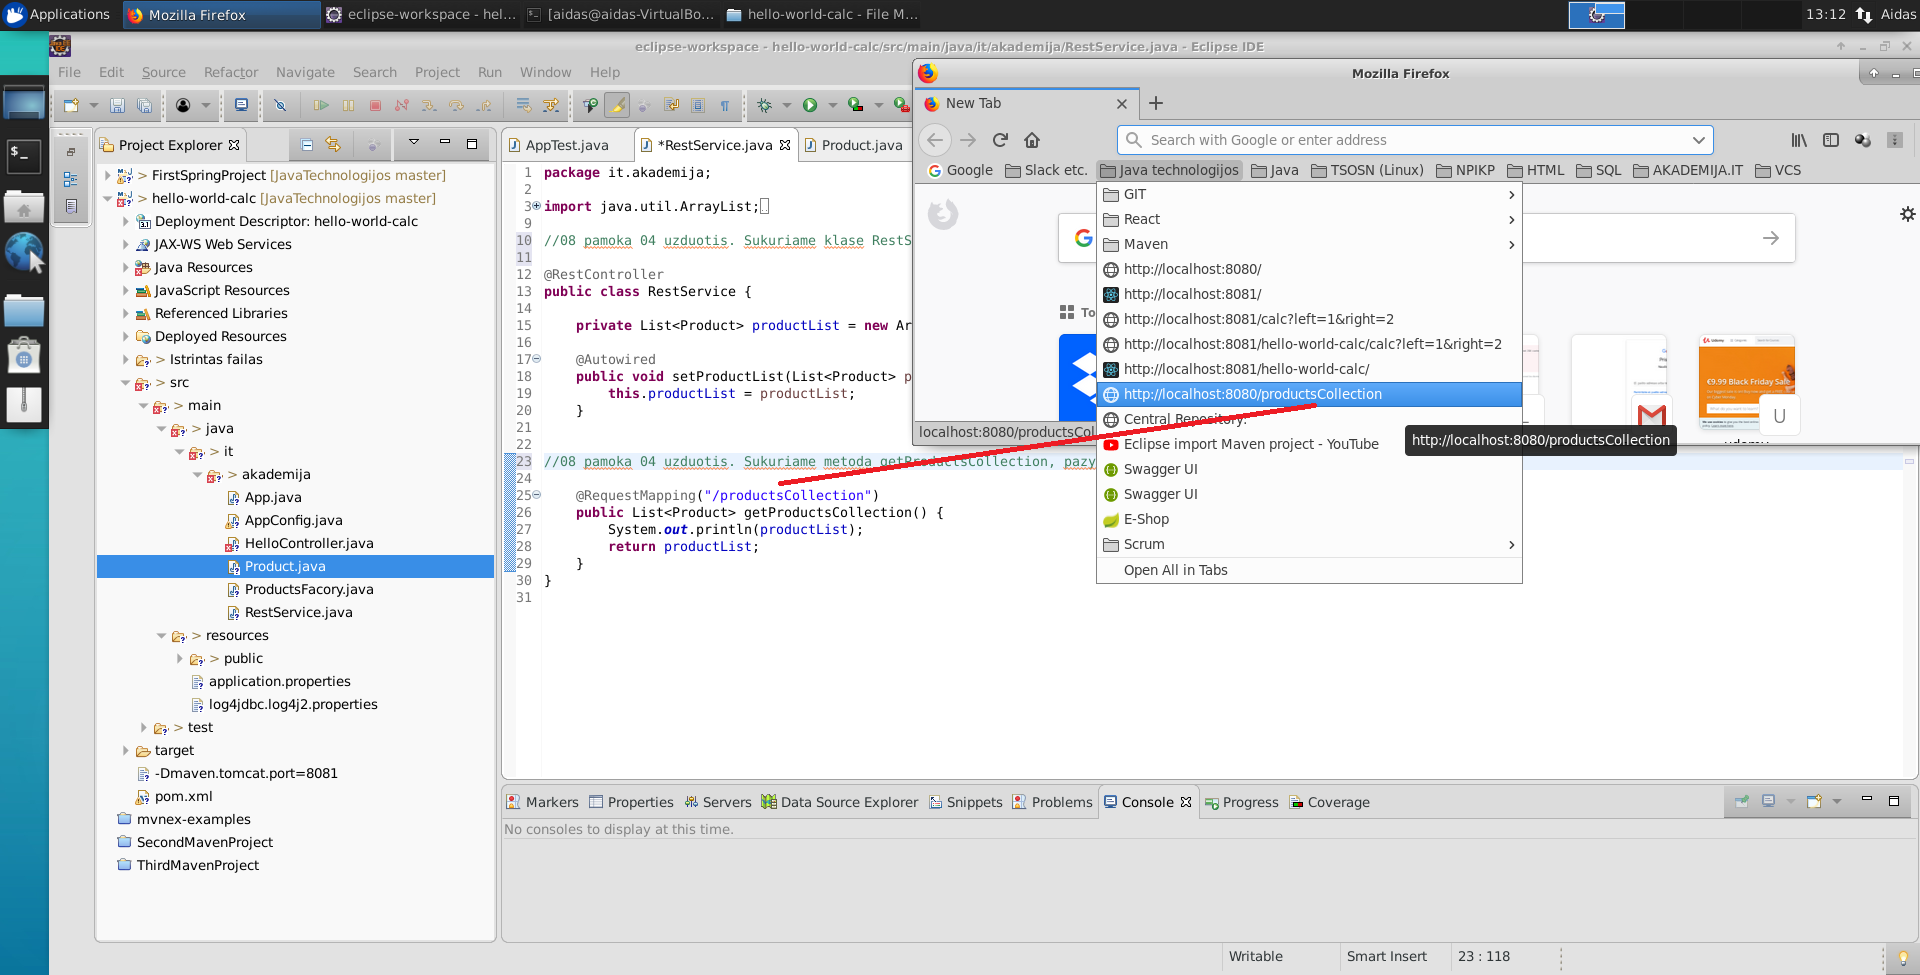 Applications
Mozilla Firefox
eclipse-workspace - hel...
[aidas@aidas-VirtualBo...
hello-world-calc - File M...
13:12
Aidas
eclipse-workspace - hello-world-calc/src/main/java/it/akademija/RestService.java - Eclipse IDE
File Edit Source Refactor Navigate Search Project Run Window Help
Project Explorer
> FirstSpringProject [JavaTechnologijos master]
> hello-world-calc [JavaTechnologijos master]
Deployment Descriptor: hello-world-calc
JAX-WS Web Services
Java Resources
JavaScript Resources
Referenced Libraries
Deployed Resources
> Istrintas failas
> src
> main
> java
> it
> akademija
App.java
AppConfig.java
HelloController.java
Product.java
ProductsFacory.java
RestService.java
> resources
> public
application.properties
log4jdbc.log4j2.properties
> test
target
-Dmaven.tomcat.port=8081
pom.xml
mvnex-examples
SecondMavenProject
ThirdMavenProject
AppTest.java
*RestService.java
Product.java
1 package it.akademija;
2
3 import java.util.ArrayList;
9
10 //08 pamoka 04 uzduotis. Sukuriame klase RestS
11
12 @RestController
13 public class RestService {
14
15 private List<Product> productList = new Ar
16
17 @Autowired
18 public void setProductList(List<Product> p
19 this.productList = productList;
20 }
21
22
23 //08 pamoka 04 uzduotis. Sukuriame metoda getProductsCollection, pazy
24
25 @RequestMapping("/productsCollection")
26 public List<Product> getProductsCollection() {
27 System.out.println(productList);
28 return productList;
29 }
30 }
31
Mozilla Firefox
New Tab
Search with Google or enter address
Google
Slack etc.
Java technologijos
Java
TSOSN (Linux)
NPIKP
HTML
SQL
AKADEMIJA.IT
VCS
GIT
React
Maven
http://localhost:8080/
http://localhost:8081/
http://localhost:8081/calc?left=1&right=2
http://localhost:8081/hello-world-calc/calc?left=1&right=2
http://localhost:8081/hello-world-calc/
http://localhost:8080/productsCollection
Central Repository:
Eclipse import Maven project - YouTube
Swagger UI
Swagger UI
E-Shop
Scrum
Open All in Tabs
http://localhost:8080/productsCollection
localhost:8080/productsCol
To
€9.99 Black Friday Sale
U
Markers
Properties
Servers
Data Source Explorer
Snippets
Problems
Console
Progress
Coverage
No consoles to display at this time.
Writable
Smart Insert
23 : 118